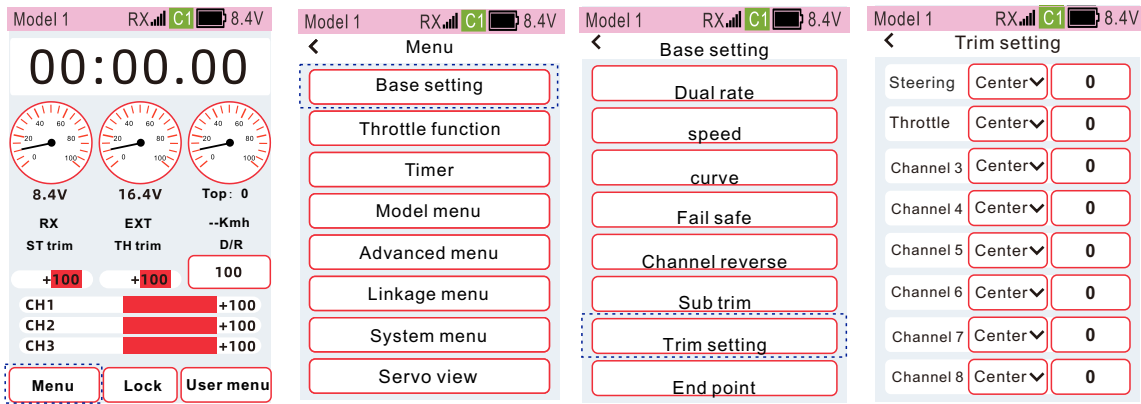 Model 1 RX C1 8.4V
00:00.00
0 20 40 60 80 100
0 20 40 60 80 100
0 20 40 60 80 100
8.4V 16.4V Top: 0
RX EXT --Kmh
ST trim TH trim D/R
+100 +100 100
CH1 +100
CH2 +100
CH3 +100
Menu Lock User menu
Model 1 RX C1 8.4V
Menu
Base setting
Throttle function
Timer
Model menu
Advanced menu
Linkage menu
System menu
Servo view
Model 1 RX C1 8.4V
Base setting
Dual rate
speed
curve
Fail safe
Channel reverse
Sub trim
Trim setting
End point
Model 1 RX C1 8.4V
Trim setting
Steering Center 0
Throttle Center 0
Channel 3 Center 0
Channel 4 Center 0
Channel 5 Center 0
Channel 6 Center 0
Channel 7 Center 0
Channel 8 Center 0